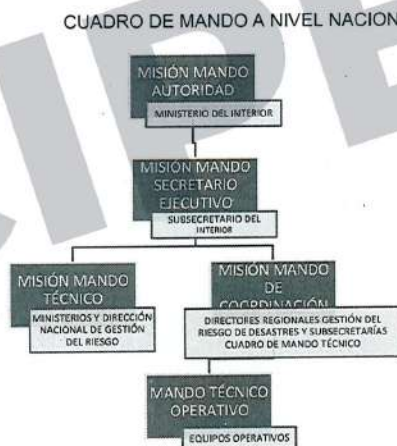 CUADRO DE MANDO A NIVEL NACION
MISIÓN MANDO
AUTORIDAD
MINISTERIO DEL INTERIOR
MISIÓN MANDO
SECRETARIO
EJECUTIVO
SUBSECRETARIO DEL
INTERIOR
MISIÓN MANDO
TÉCNICO
MINISTERIOS Y DIRECCIÓN
NACIONAL DE GESTIÓN
DEL RIESGO
MISIÓN MANDO
DE
COORDINACIÓN
DIRECTORES REGIONALES GESTIÓN DEL
RIESGO DE DESASTRES Y SUBSECRETARÍAS
CUADRO DE MANDO TÉCNICO
MANDO TÉCNICO
OPERATIVO
EQUIPOS OPERATIVOS